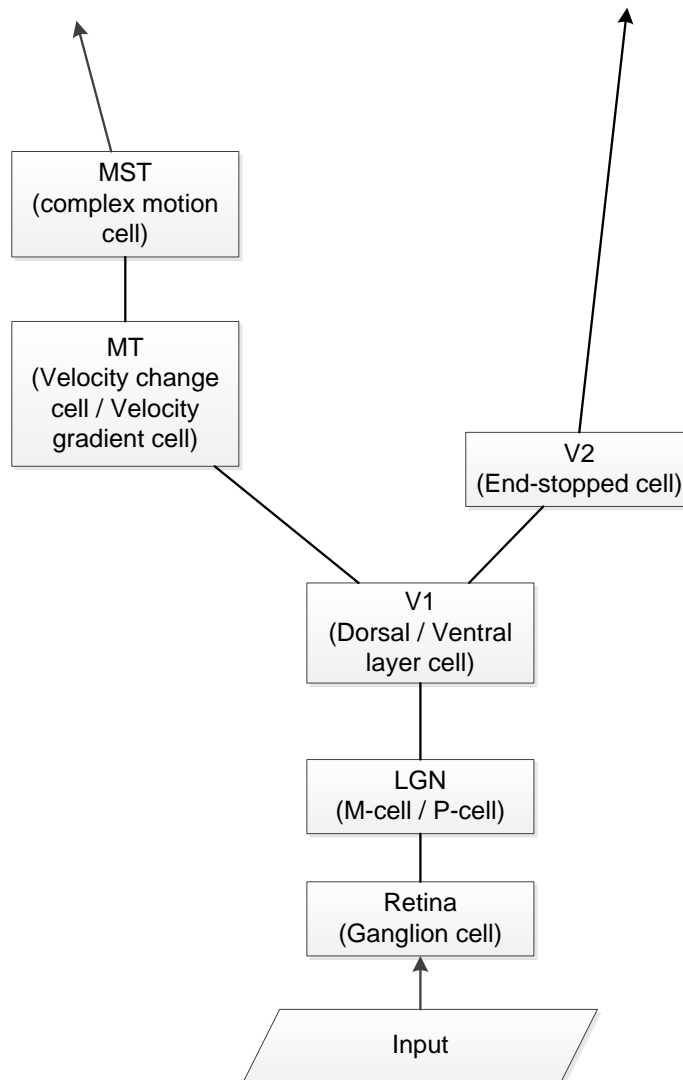 MST
(complex motion
cell)
MT
(Velocity change
cell / Velocity
gradient cell)
V2
(End-stopped cell)
V1
(Dorsal / Ventral
layer cell)
LGN
(M-cell / P-cell)
Retina
(Ganglion cell)
Input